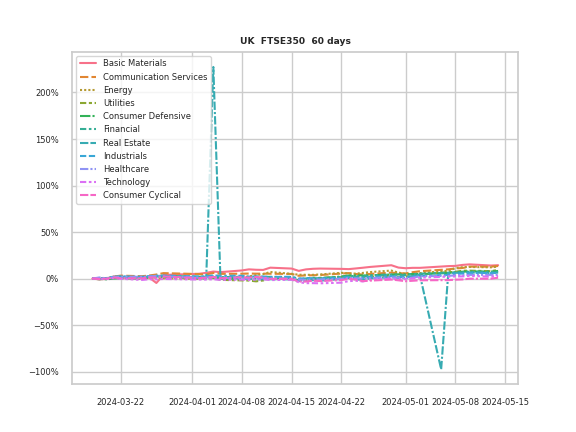 UK FTSE350 60 days
Basic Materials
Communication Services
Energy
Utilities
Consumer Defensive
Financial
Real Estate
Industrials
Healthcare
Technology
Consumer Cyclical
200%
150%
100%
50%
0%
−50%
−100%
2024-03-22 2024-04-01 2024-04-08 2024-04-15 2024-04-22 2024-05-01 2024-05-08 2024-05-15